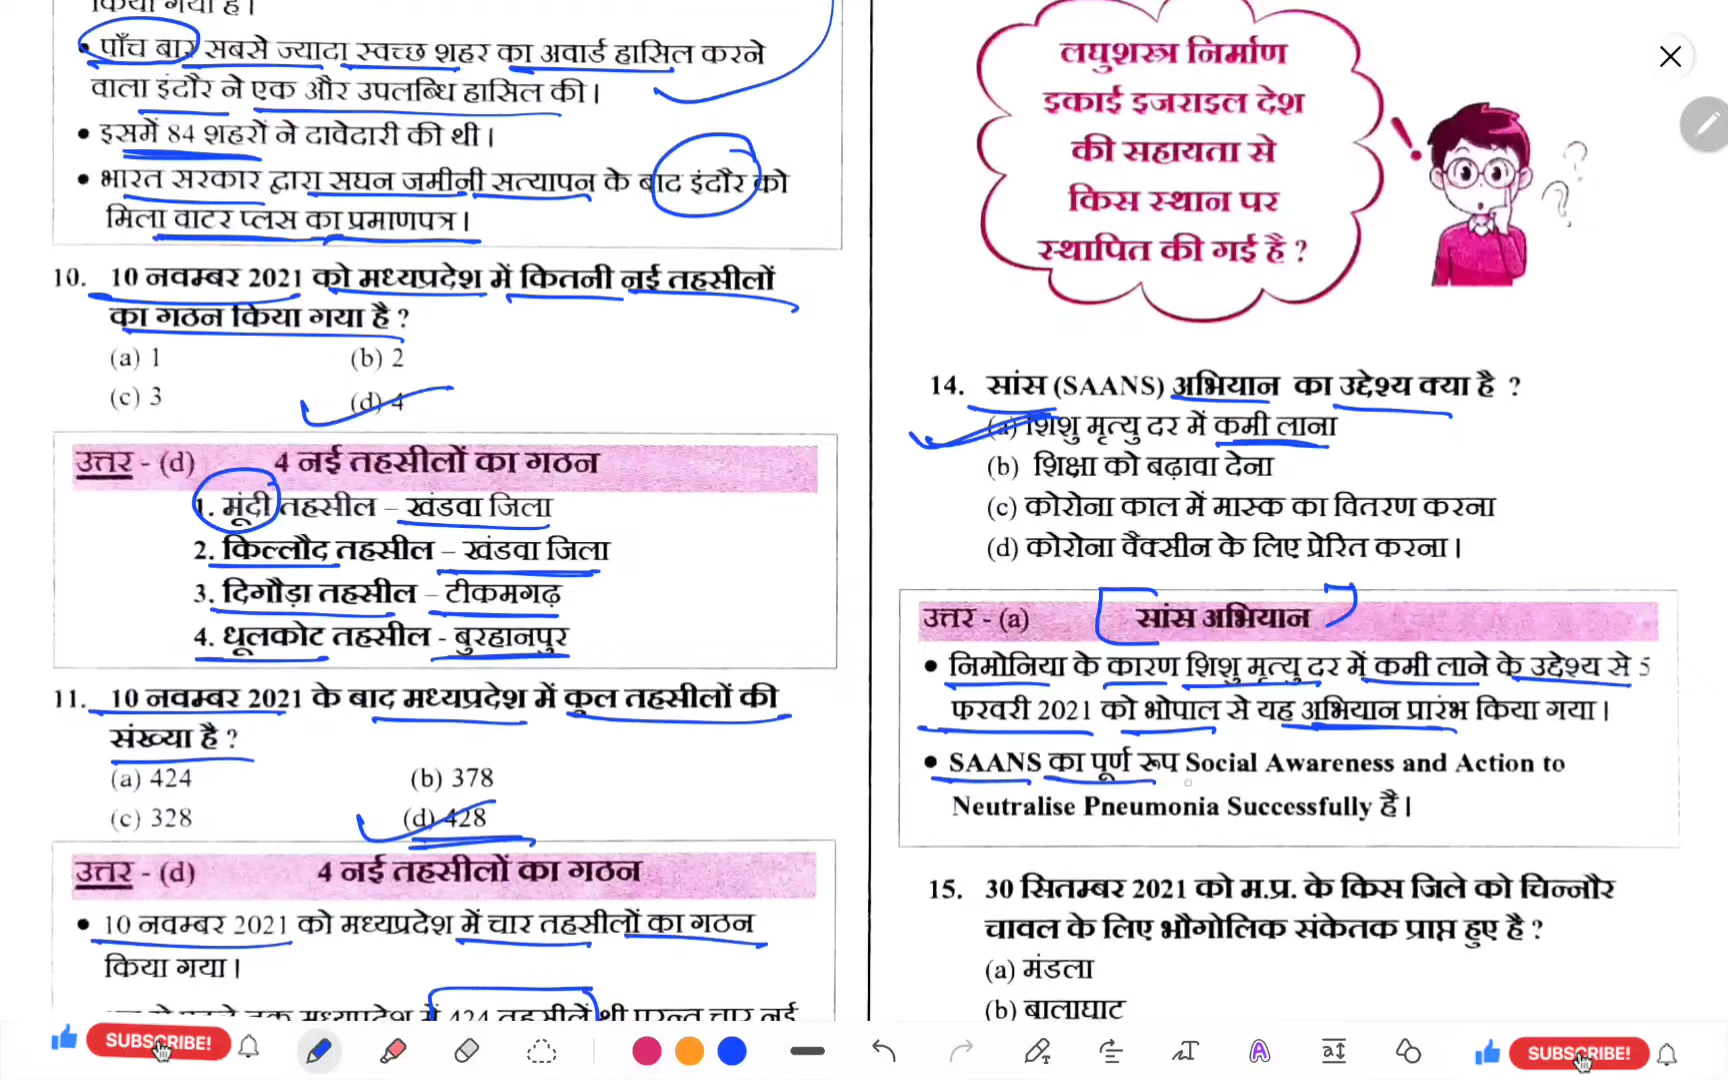 किया गया है।
• पाँच बार सबसे ज्यादा स्वच्छ शहर का अवार्ड हासिल करने
वाला इंदौर ने एक और उपलब्धि हासिल की।
• इसमें 84 शहरों ने दावेदारी की थी।
• भारत सरकार द्वारा सघन जमीनी सत्यापन के बाद इंदौर को
मिला वाटर प्लस का प्रमाणपत्र।
10. 10 नवम्बर 2021 को मध्यप्रदेश में कितनी नई तहसीलों
का गठन किया गया है ?
(a) 1 (b) 2
(c) 3 (d) 4
उत्तर - (d) 4 नई तहसीलों का गठन
1. मूंदी तहसील – खंडवा जिला
2. किल्लौद तहसील – खंडवा जिला
3. दिगौड़ा तहसील – टीकमगढ़
4. धूलकोट तहसील - बुरहानपुर
11. 10 नवम्बर 2021 के बाद मध्यप्रदेश में कुल तहसीलों की
संख्या है ?
(a) 424 (b) 378
(c) 328 (d) 428
उत्तर - (d) 4 नई तहसीलों का गठन
• 10 नवम्बर 2021 को मध्यप्रदेश में चार तहसीलों का गठन
किया गया।
मध्यप्रदेश में 424 तहसीलें थी परन्तु चार नई
लघुशस्त्र निर्माण
इकाई इजराइल देश
की सहायता से
किस स्थान पर
स्थापित की गई है ?
14. सांस (SAANS) अभियान का उद्देश्य क्या है ?
(a) शिशु मृत्यु दर में कमी लाना
(b) शिक्षा को बढ़ावा देना
(c) कोरोना काल में मास्क का वितरण करना
(d) कोरोना वैक्सीन के लिए प्रेरित करना।
उत्तर - (a) सांस अभियान
• निमोनिया के कारण शिशु मृत्यु दर में कमी लाने के उद्देश्य से 5
फरवरी 2021 को भोपाल से यह अभियान प्रारंभ किया गया।
• SAANS का पूर्ण रूप Social Awareness and Action to
Neutralise Pneumonia Successfully है।
15. 30 सितम्बर 2021 को म.प्र. के किस जिले को चिन्नौर
चावल के लिए भौगोलिक संकेतक प्राप्त हुए है ?
(a) मंडला
(b) बालाघाट
SUBSCRIBE!
SUBSCRIBE!